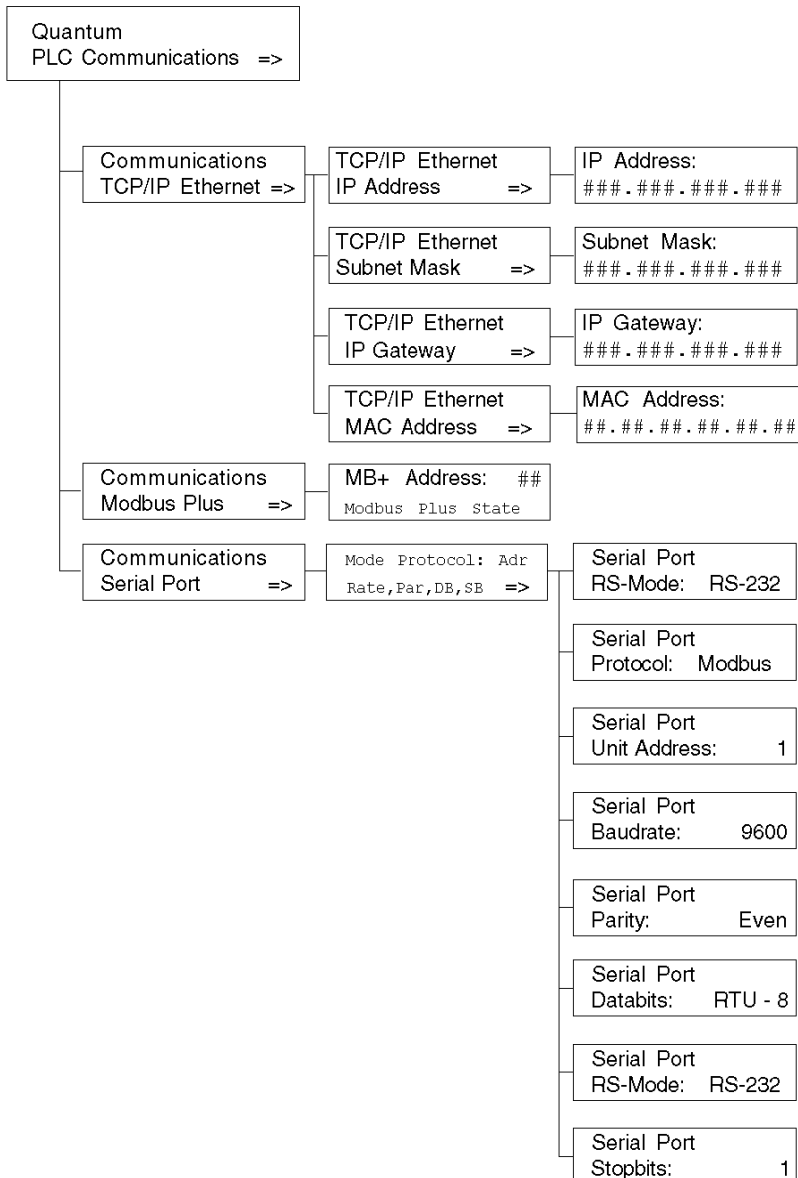 Quantum
PLC Communications =>
Communications
TCP/IP Ethernet =>
TCP/IP Ethernet
IP Address =>
IP Address:
###.###.###.###
TCP/IP Ethernet
Subnet Mask =>
Subnet Mask:
###.###.###.###
TCP/IP Ethernet
IP Gateway =>
IP Gateway:
###.###.###.###
TCP/IP Ethernet
MAC Address =>
MAC Address:
##.##.##.##.##.##
Communications
Modbus Plus =>
MB+ Address: ##
Modbus Plus State
Communications
Serial Port =>
Mode Protocol: Adr
Rate,Par,DB,SB =>
Serial Port
RS-Mode: RS-232
Serial Port
Protocol: Modbus
Serial Port
Unit Address: 1
Serial Port
Baudrate: 9600
Serial Port
Parity: Even
Serial Port
Databits: RTU - 8
Serial Port
RS-Mode: RS-232
Serial Port
Stopbits: 1